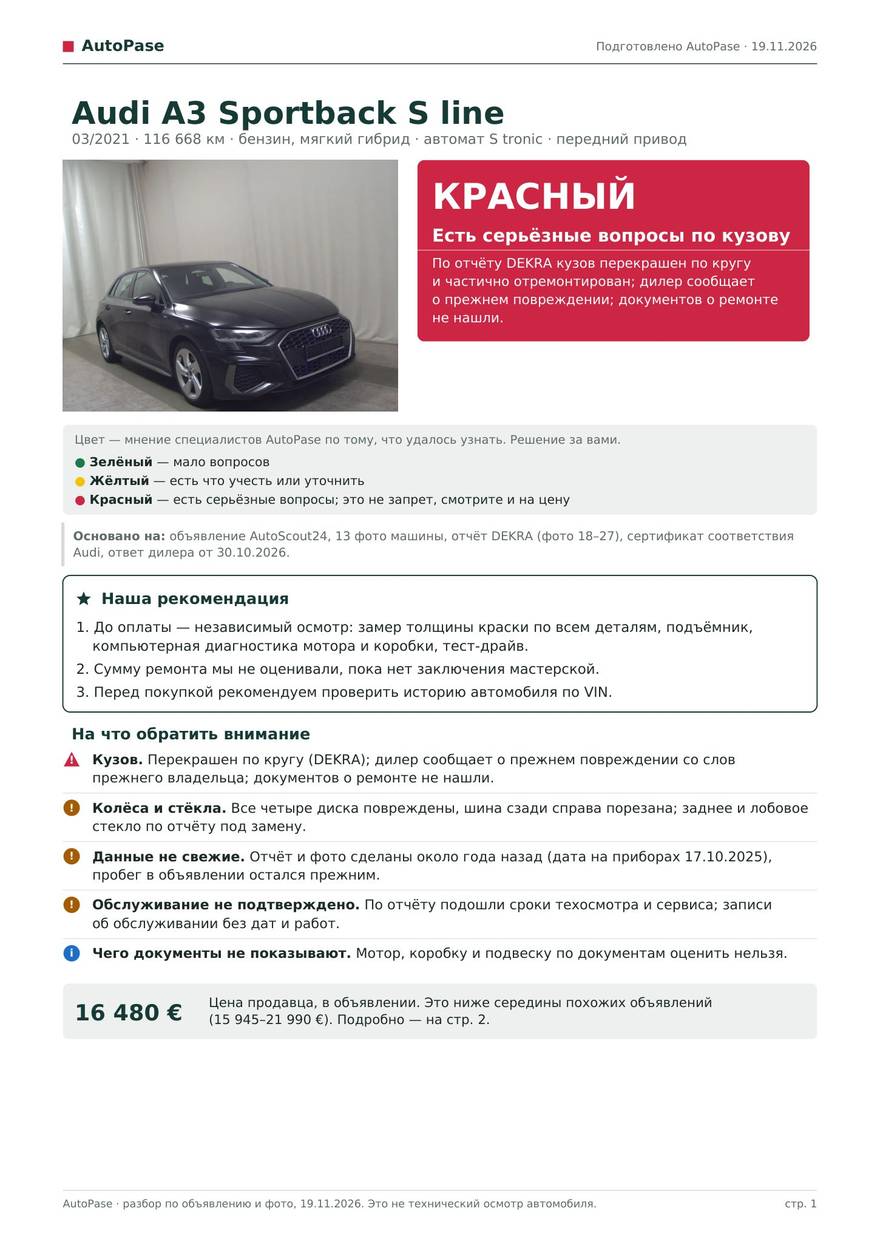 AutoPase
Подготовлено AutoPase · 19.11.2026
Audi A3 Sportback S line
03/2021 · 116 668 км · бензин, мягкий гибрид · автомат S tronic · передний привод
КРАСНЫЙ
Есть серьёзные вопросы по кузову
По отчёту DEKRA кузов перекрашен по кругу
и частично отремонтирован; дилер сообщает
о прежнем повреждении; документов о ремонте
не нашли.
Цвет — мнение специалистов AutoPase по тому, что удалось узнать. Решение за вами.
Зелёный — мало вопросов
Жёлтый — есть что учесть или уточнить
Красный — есть серьёзные вопросы; это не запрет, смотрите и на цену
Основано на: объявление AutoScout24, 13 фото машины, отчёт DEKRA (фото 18–27), сертификат соответствия
Audi, ответ дилера от 30.10.2026.
Наша рекомендация
1. До оплаты — независимый осмотр: замер толщины краски по всем деталям, подъёмник,
компьютерная диагностика мотора и коробки, тест-драйв.
2. Сумму ремонта мы не оценивали, пока нет заключения мастерской.
3. Перед покупкой рекомендуем проверить историю автомобиля по VIN.
На что обратить внимание
Кузов. Перекрашен по кругу (DEKRA); дилер сообщает о прежнем повреждении со слов
прежнего владельца; документов о ремонте не нашли.
Колёса и стёкла. Все четыре диска повреждены, шина сзади справа порезана; заднее и лобовое
стекло по отчёту под замену.
Данные не свежие. Отчёт и фото сделаны около года назад (дата на приборах 17.10.2025),
пробег в объявлении остался прежним.
Обслуживание не подтверждено. По отчёту подошли сроки техосмотра и сервиса; записи
об обслуживании без дат и работ.
Чего документы не показывают. Мотор, коробку и подвеску по документам оценить нельзя.
16 480 €
Цена продавца, в объявлении. Это ниже середины похожих объявлений
(15 945–21 990 €). Подробно — на стр. 2.
AutoPase · разбор по объявлению и фото, 19.11.2026. Это не технический осмотр автомобиля.
стр. 1